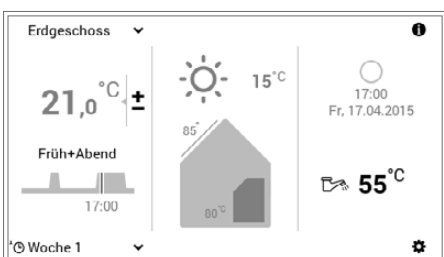 Erdgeschoss
21,0 °C ±
Früh+Abend
17:00
Woche 1
15°C
85°
80°C
17:00
Fr, 17.04.2015
55°C